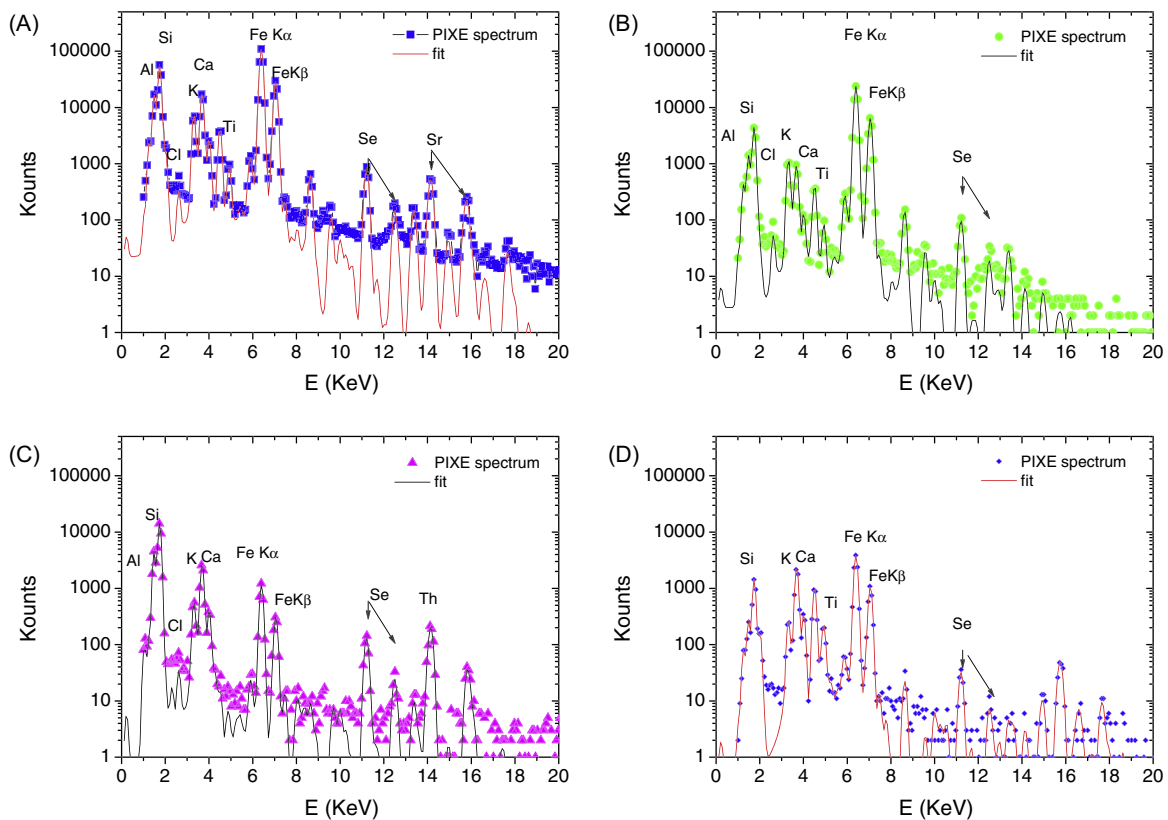 (A)
Si
Fe Kα
PIXE spectrum
fit
Al
Ca
K
FeKβ
Ti
Cl
Se
Sr
100000
10000
1000
100
10
1
Kounts
0 2 4 6 8 10 12 14 16 18 20
E (KeV)
(B)
Fe Kα
PIXE spectrum
fit
FeKβ
Si
Al
Cl
K
Ca
Ti
Se
100000
10000
1000
100
10
1
Kounts
0 2 4 6 8 10 12 14 16 18 20
E (KeV)
(C)
PIXE spectrum
fit
Si
Al
K Ca
Fe Kα
FeKβ
Cl
Se
Th
100000
10000
1000
100
10
1
Kounts
0 2 4 6 8 10 12 14 16 18 20
E (KeV)
(D)
PIXE spectrum
fit
Fe Kα
Si
K Ca
FeKβ
Ti
Se
100000
10000
1000
100
10
1
Kounts
0 2 4 6 8 10 12 14 16 18 20
E (KeV)